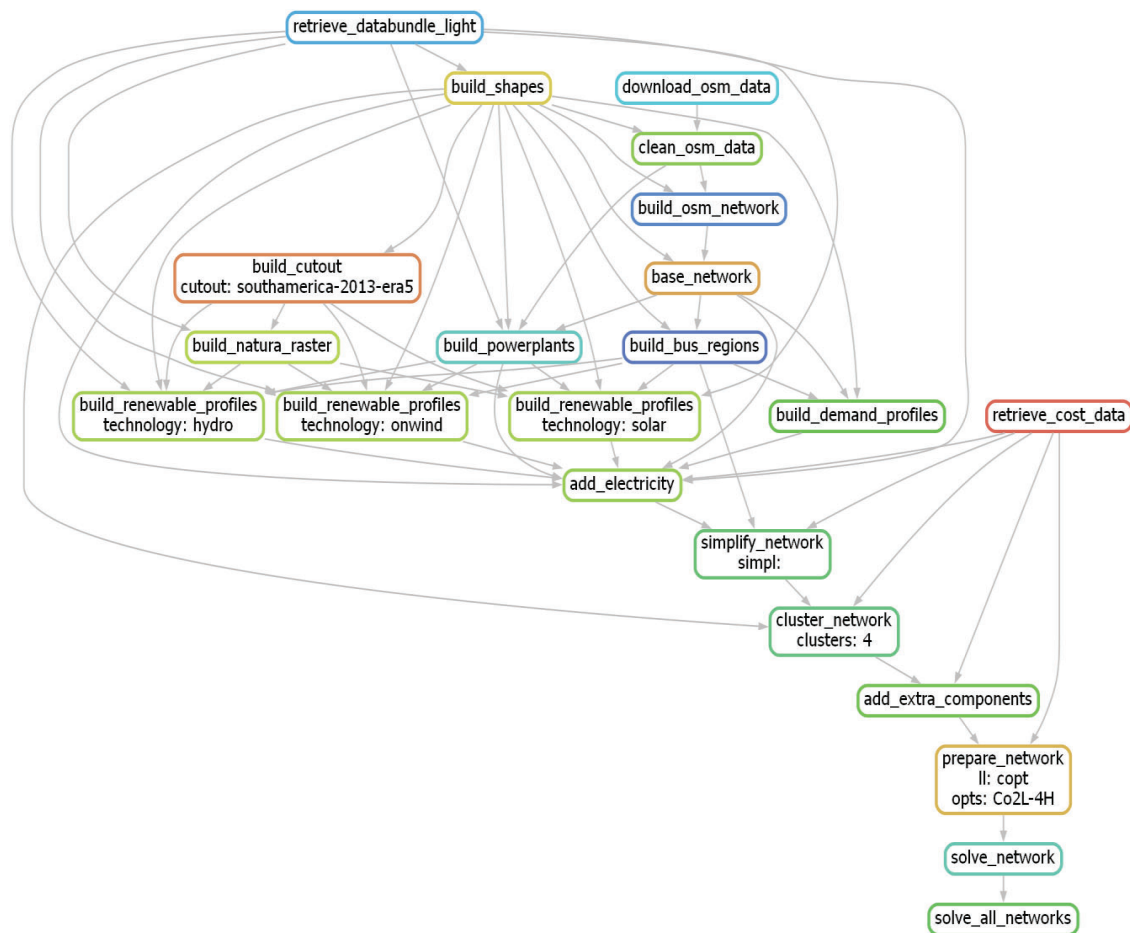 retrieve_databundle_light
build_shapes
download_osm_data
clean_osm_data
build_osm_network
build_cutout
cutout: southamerica-2013-era5
base_network
build_natura_raster
build_powerplants
build_bus_regions
build_renewable_profiles
technology: hydro
build_renewable_profiles
technology: onwind
build_renewable_profiles
technology: solar
build_demand_profiles
retrieve_cost_data
add_electricity
simplify_network
simpl:
cluster_network
clusters: 4
add_extra_components
prepare_network
ll: copt
opts: Co2L-4H
solve_network
solve_all_networks